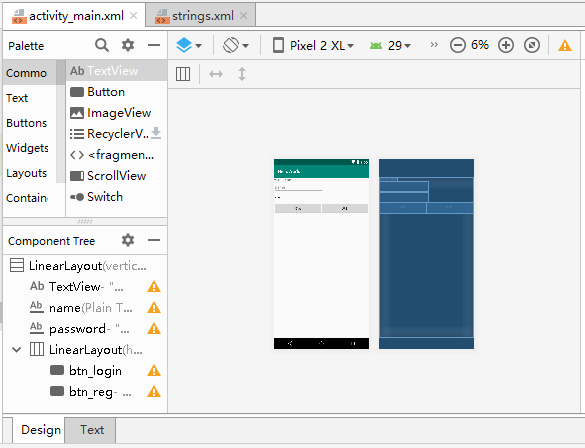 activity_main.xml strings.xml
Palette Pixel 2 XL 29 6%
Commo
Text
Buttons
Widgets
Layouts
Contain
Ab TextView
Button
ImageView
RecyclerV...
<> <fragmen...
ScrollView
Switch
Component Tree
LinearLayout(vertic...
Ab TextView- "...
Ab name(Plain T...
Ab password- "...
LinearLayout(h...
btn_login
btn_reg-
Design Text